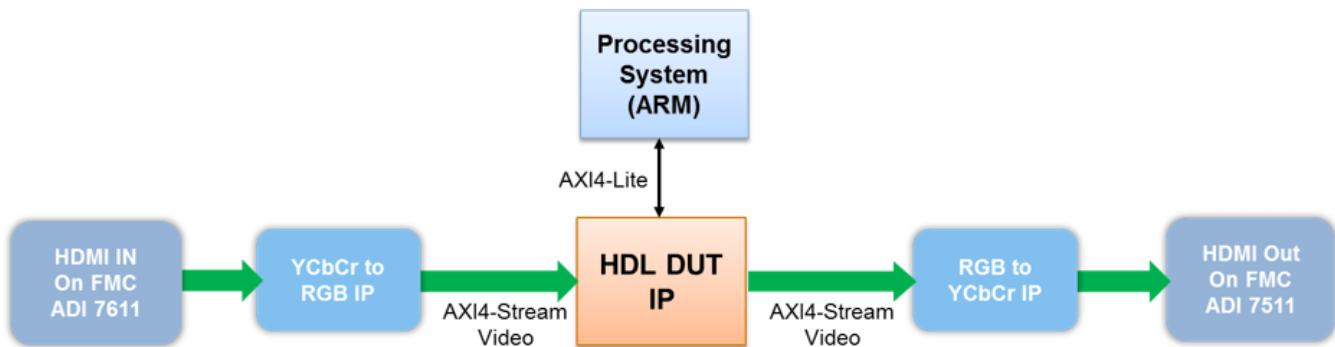 Processing
System
(ARM)
AXI4-Lite
HDMI IN
On FMC
ADI 7611
YCbCr to
RGB IP
AXI4-Stream
Video
HDL DUT
IP
AXI4-Stream
Video
RGB to
YCbCr IP
HDMI Out
On FMC
ADI 7511